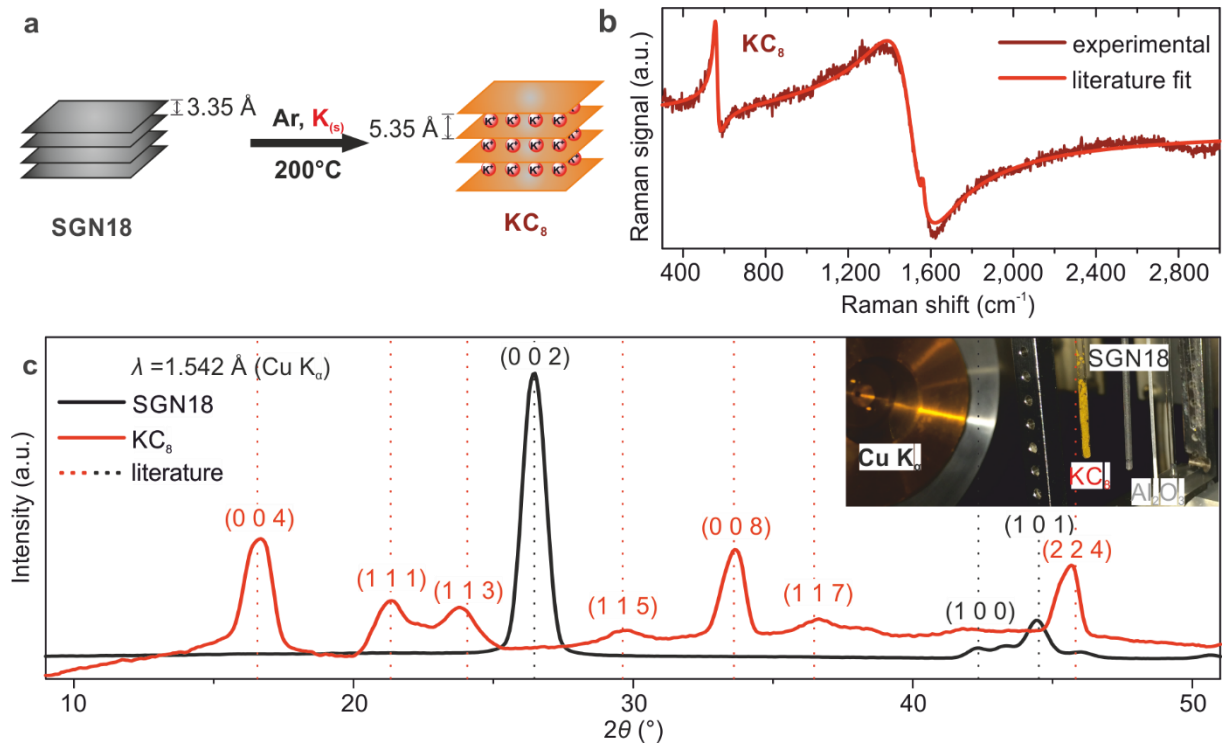 a
3.35 Å
Ar, K(s)
200°C
5.35 Å
K⁺ K⁺ K⁺ K⁺
K⁺ K⁺ K⁺ K⁺
K⁺ K⁺ K⁺ K⁺
SGN18
KC₈
b
KC₈
experimental
literature fit
Raman signal (a.u.)
400 800 1,200 1,600 2,000 2,400 2,800
Raman shift (cm⁻¹)
c
λ =1.542 Å (Cu Kα)
SGN18
KC₈
literature
(0 0 2)
SGN18
Cu Kα
KC₈
Al₂O₃
(0 0 4)
(1 1 1)
(1 1 3)
(1 1 5)
(0 0 8)
(1 1 7)
(1 0 0)
(1 0 1)
(2 2 4)
Intensity (a.u.)
10 20 30 40 50
2θ (°)